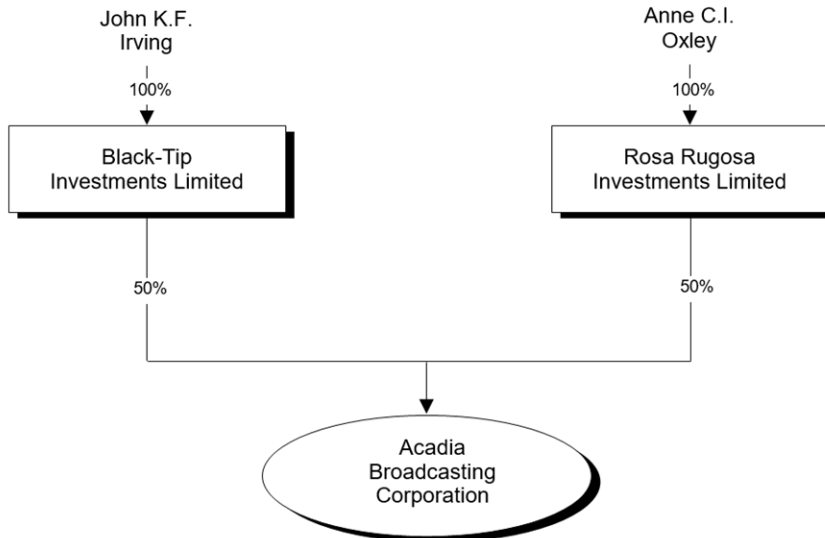 John K.F.
Irving
Anne C.I.
Oxley
100%
100%
Black-Tip
Investments Limited
Rosa Rugosa
Investments Limited
50%
50%
Acadia
Broadcasting
Corporation